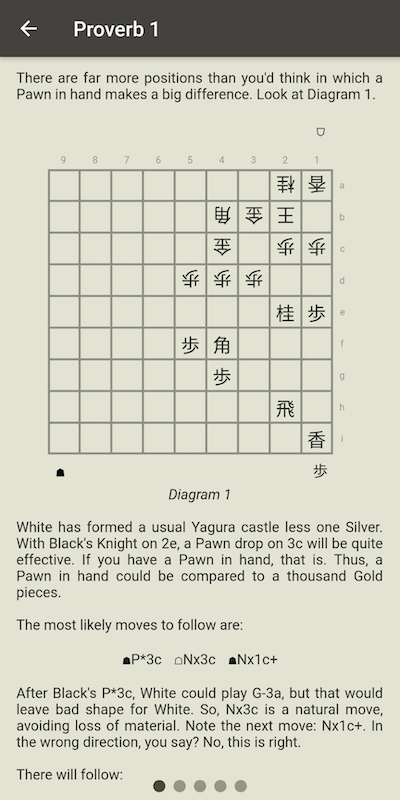 Proverb 1
There are far more positions than you'd think in which a
Pawn in hand makes a big difference. Look at Diagram 1.
9 8 7 6 5 4 3 2 1
桂 香 a
角 金 王 b
金 歩 歩 c
歩 歩 歩 d
桂 歩 e
歩 角 f
歩 g
飛 h
香 i
歩
Diagram 1
White has formed a usual Yagura castle less one Silver.
With Black's Knight on 2e, a Pawn drop on 3c will be quite
effective. If you have a Pawn in hand, that is. Thus, a
Pawn in hand could be compared to a thousand Gold
pieces.
The most likely moves to follow are:
☗P*3c ☖Nx3c ☗Nx1c+
After Black's P*3c, White could play G-3a, but that would
leave bad shape for White. So, Nx3c is a natural move,
avoiding loss of material. Note the next move: Nx1c+. In
the wrong direction, you say? No, this is right.
There will follow: